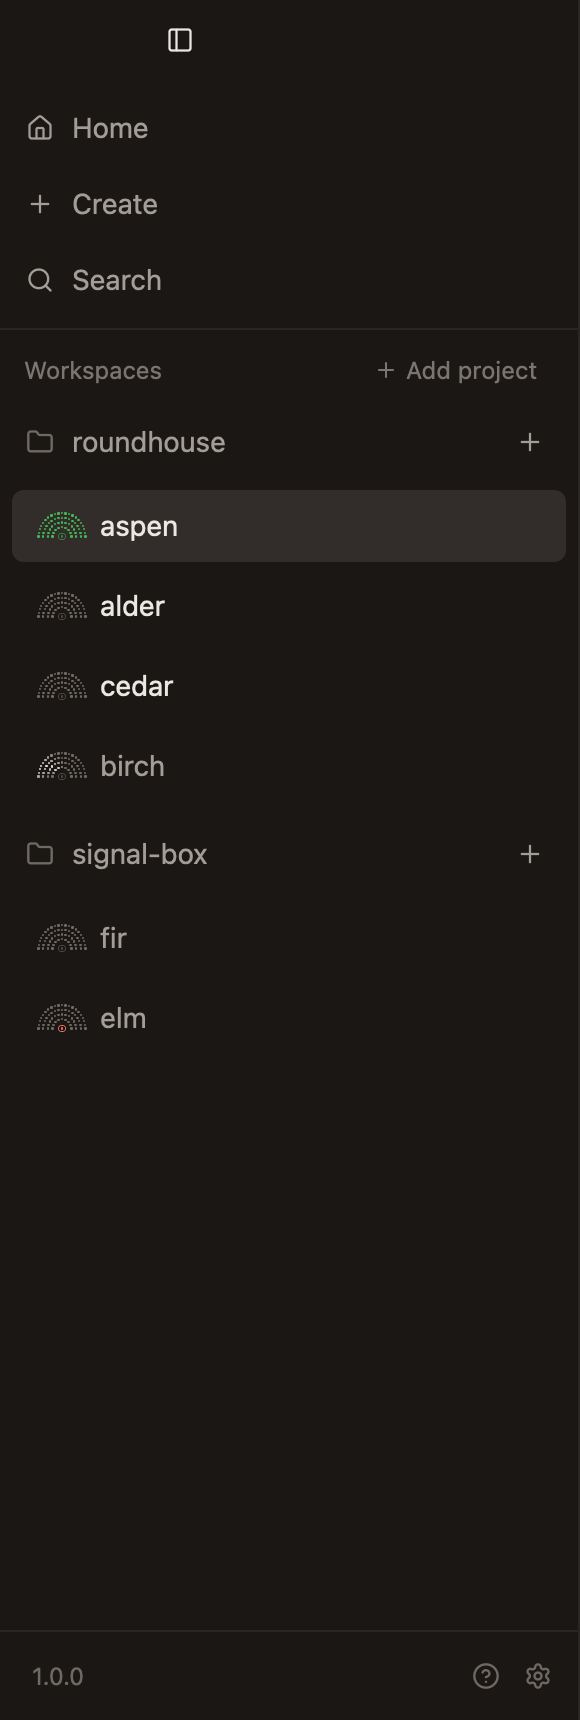 Home
Create
Search
Workspaces
Add project
roundhouse
aspen
alder
cedar
birch
signal-box
fir
elm
1.0.0